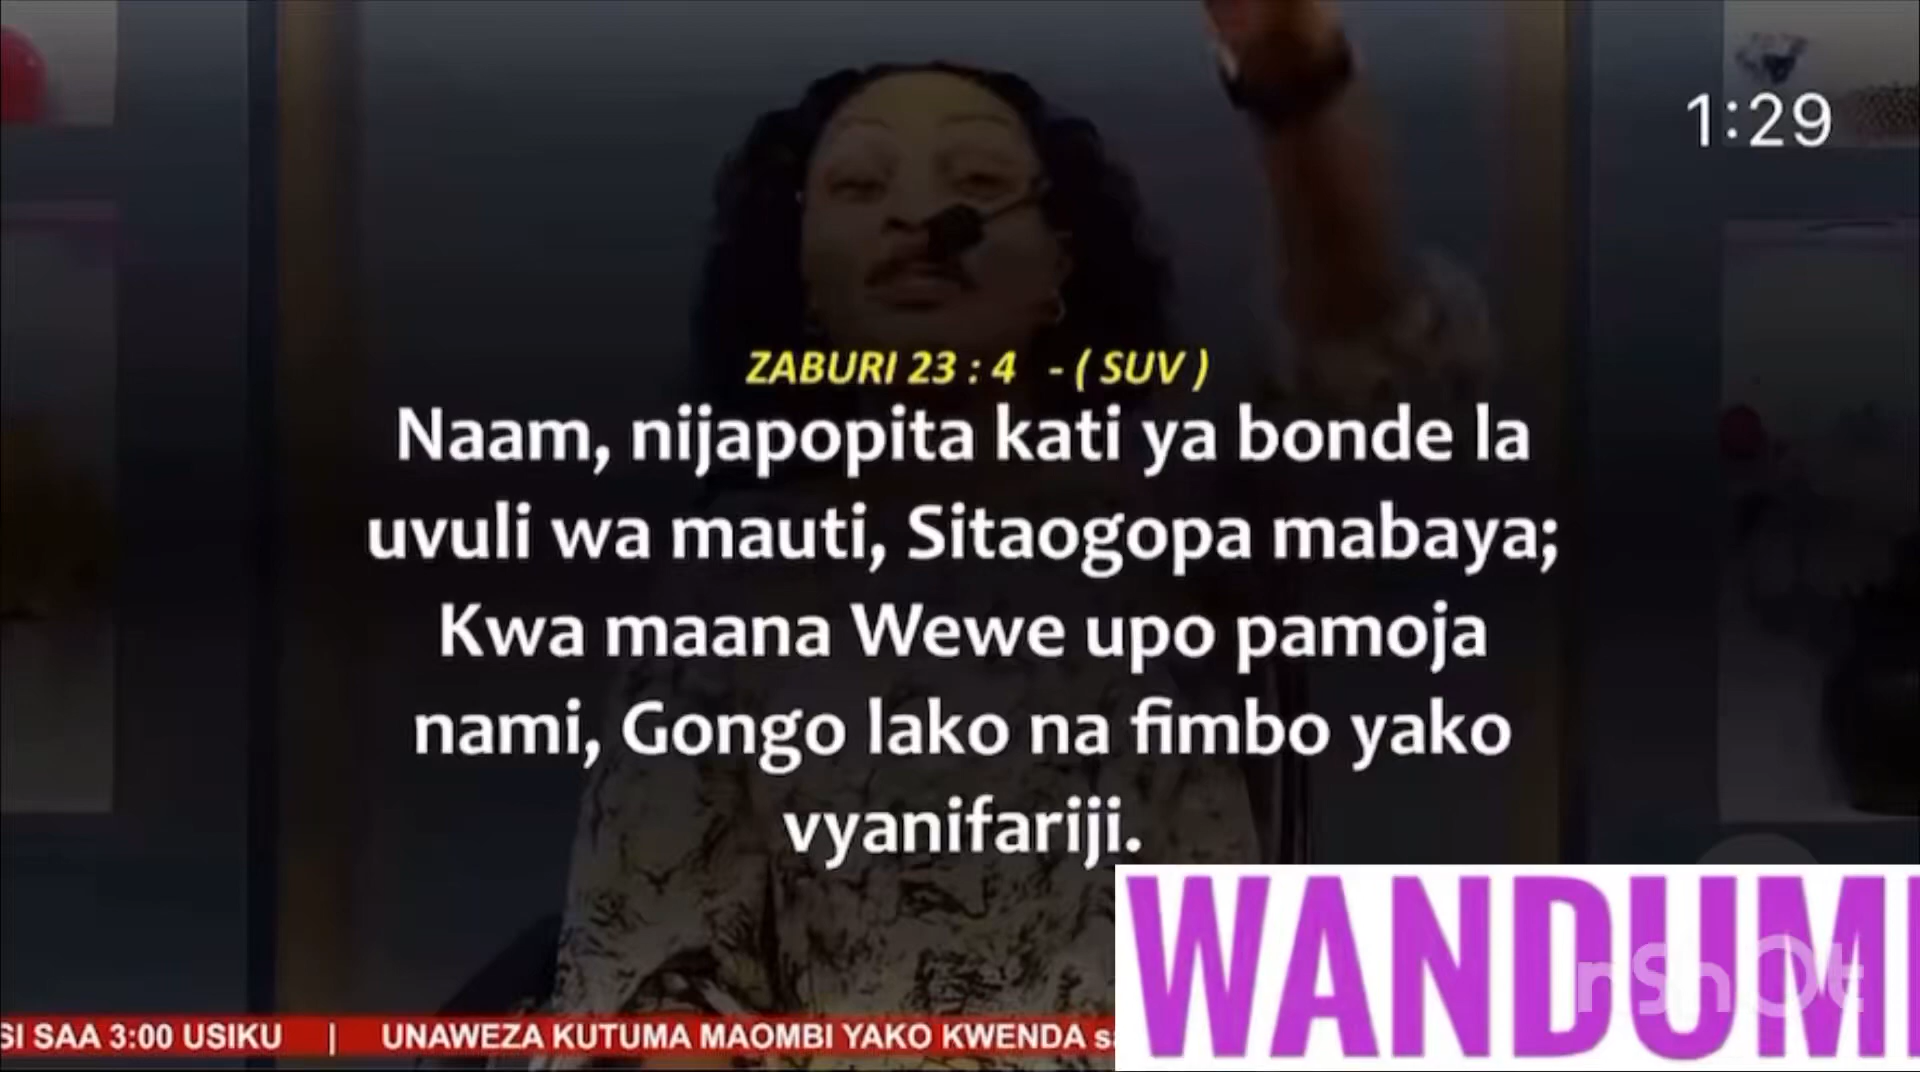 1:29
ZABURI 23 : 4 - ( SUV )
Naam, nijapopita kati ya bonde la
uvuli wa mauti, Sitaogopa mabaya;
Kwa maana Wewe upo pamoja
nami, Gongo lako na fimbo yako
vyanifariji.
SI SAA 3:00 USIKU | UNAWEZA KUTUMA MAOMBI YAKO KWENDA
WANDUM
nShOt